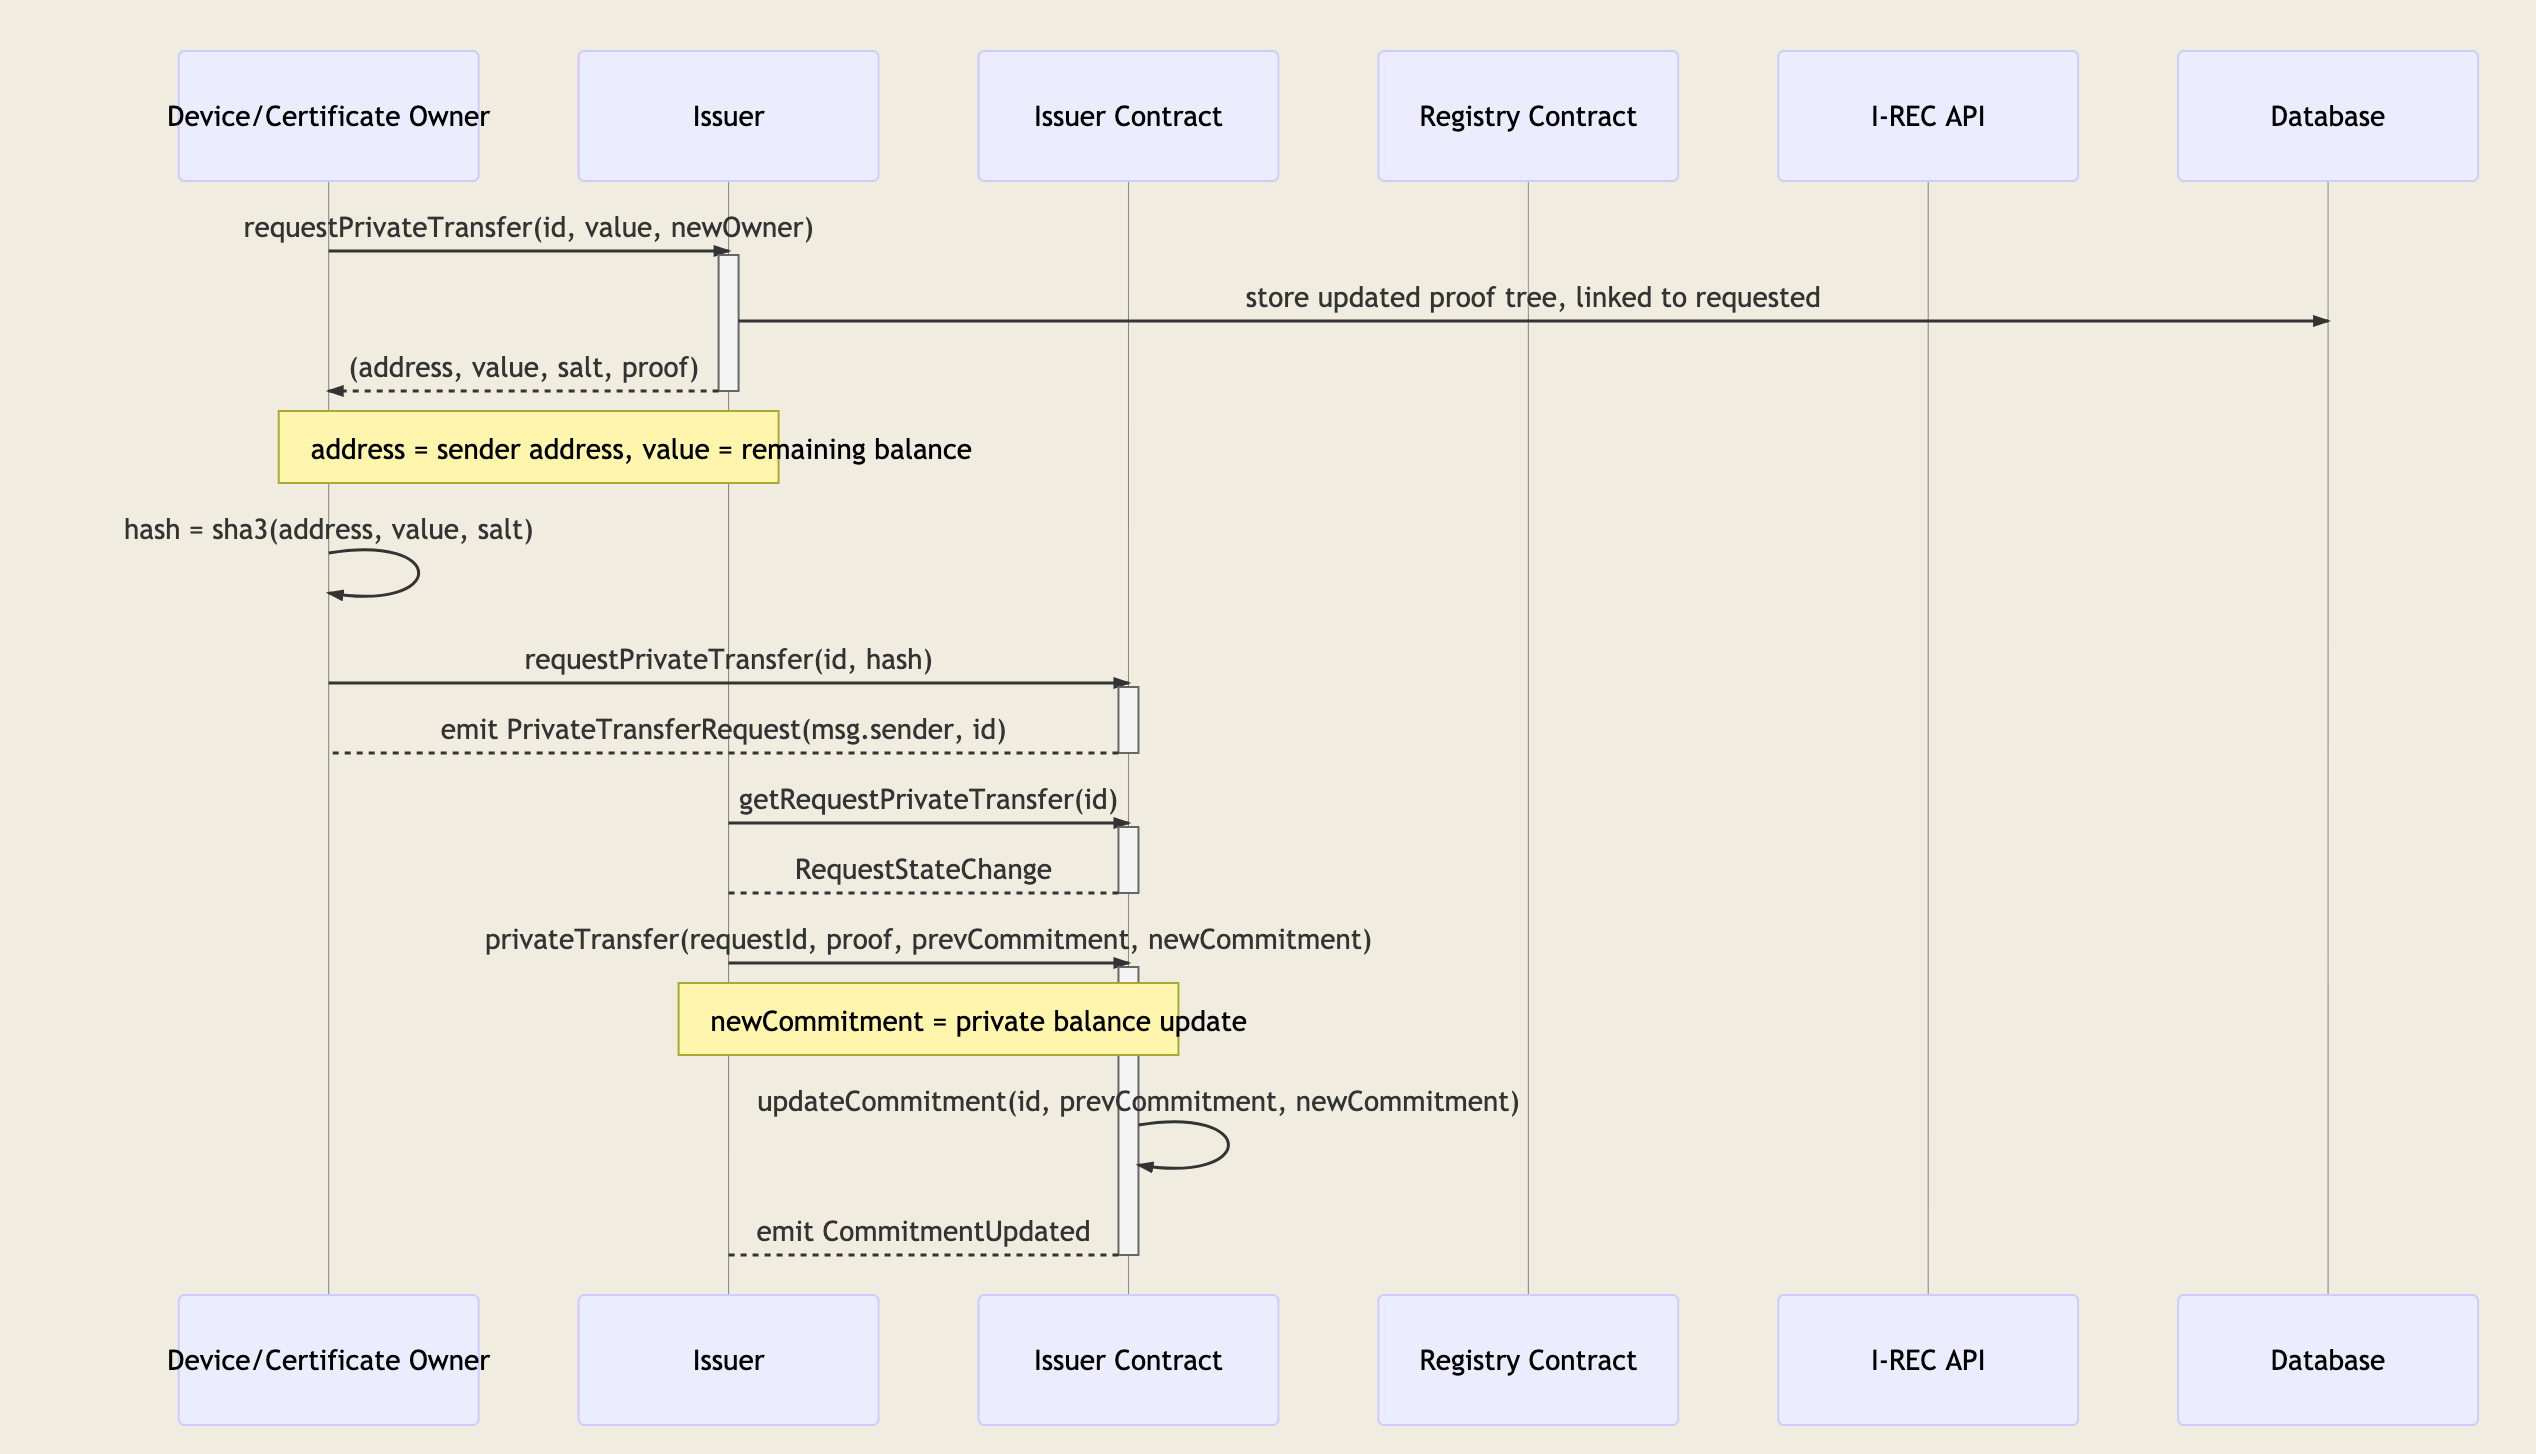 Device/Certificate Owner
Issuer
Issuer Contract
Registry Contract
I-REC API
Database
requestPrivateTransfer(id, value, newOwner)
store updated proof tree, linked to requested
(address, value, salt, proof)
address = sender address, value = remaining balance
hash = sha3(address, value, salt)
requestPrivateTransfer(id, hash)
emit PrivateTransferRequest(msg.sender, id)
getRequestPrivateTransfer(id)
RequestStateChange
privateTransfer(requestId, proof, prevCommitment, newCommitment)
newCommitment = private balance update
updateCommitment(id, prevCommitment, newCommitment)
emit CommitmentUpdated
Device/Certificate Owner
Issuer
Issuer Contract
Registry Contract
I-REC API
Database